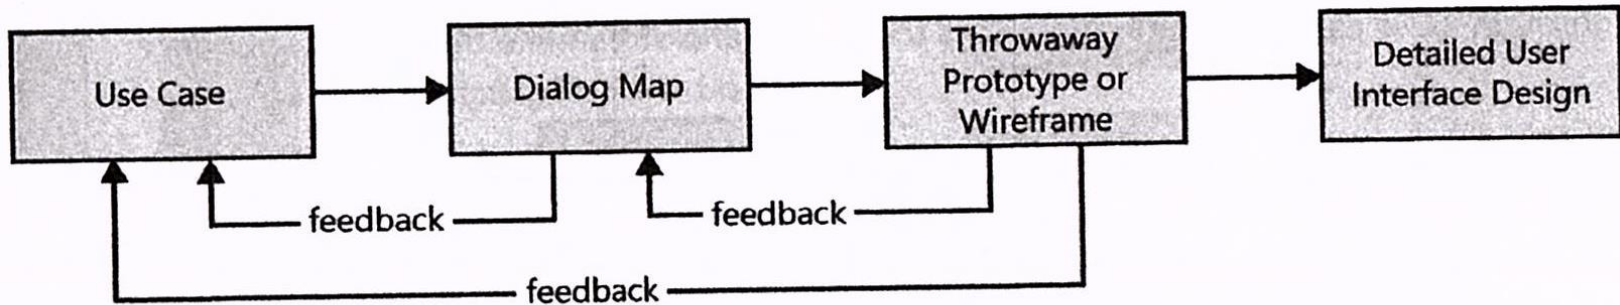 Use Case
Dialog Map
Throwaway
Prototype or
Wireframe
Detailed User
Interface Design
feedback
feedback
feedback